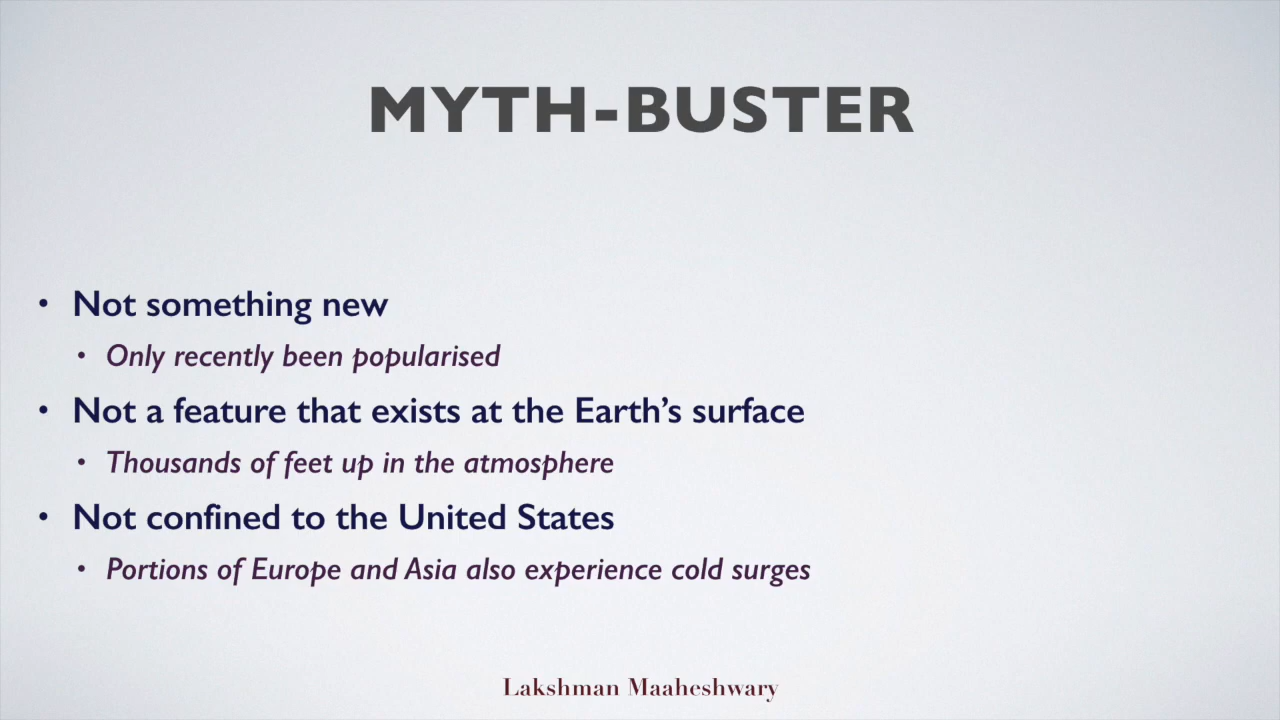 MYTH-BUSTER
• Not something new
• Only recently been popularised
• Not a feature that exists at the Earth’s surface
• Thousands of feet up in the atmosphere
• Not confined to the United States
• Portions of Europe and Asia also experience cold surges
Lakshman Maaheshwary